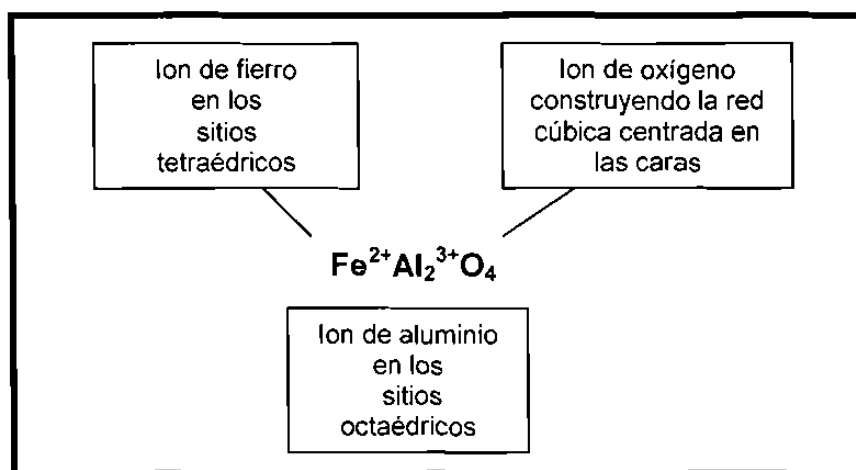 Ion de fierro
en los
sitios
tetraédricos
Ion de oxígeno
construyendo la red
cúbica centrada en
las caras
Fe²⁺Al₂³⁺O₄
Ion de aluminio
en los
sitios
octaédricos